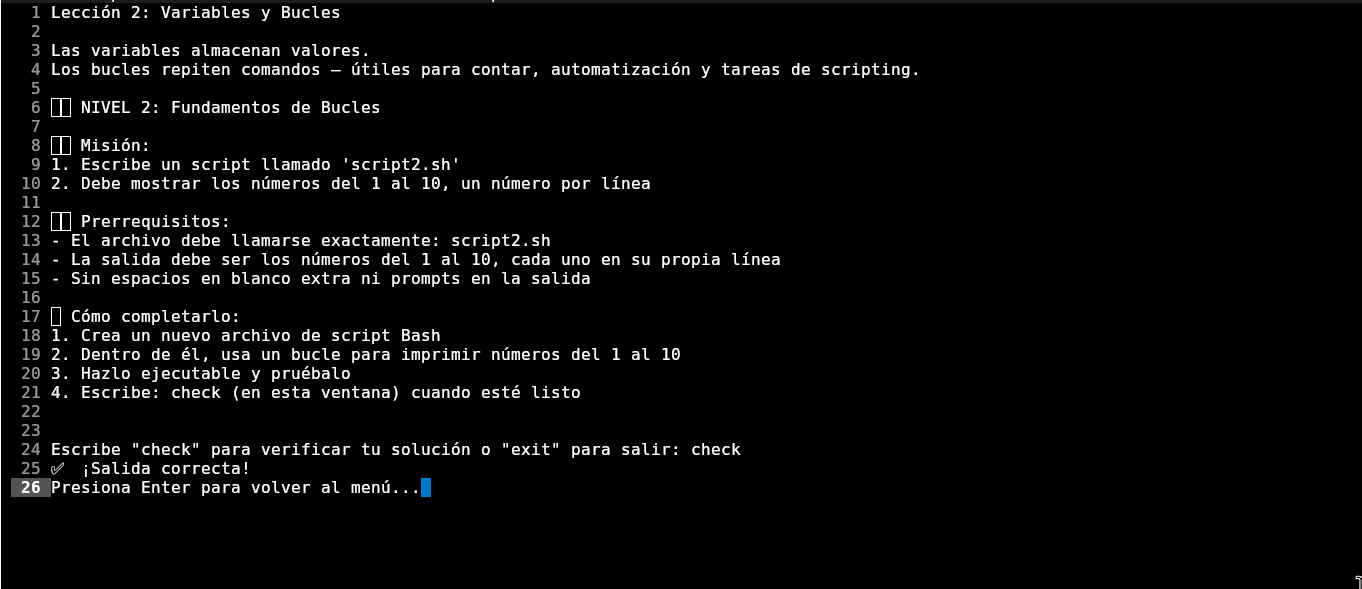 1 Lección 2: Variables y Bucles
2
3 Las variables almacenan valores.
4 Los bucles repiten comandos — útiles para contar, automatización y tareas de scripting.
5
6 NIVEL 2: Fundamentos de Bucles
7
8 Misión:
9 1. Escribe un script llamado 'script2.sh'
10 2. Debe mostrar los números del 1 al 10, un número por línea
11
12 Prerrequisitos:
13 - El archivo debe llamarse exactamente: script2.sh
14 - La salida debe ser los números del 1 al 10, cada uno en su propia línea
15 - Sin espacios en blanco extra ni prompts en la salida
16
17 Cómo completarlo:
18 1. Crea un nuevo archivo de script Bash
19 2. Dentro de él, usa un bucle para imprimir números del 1 al 10
20 3. Hazlo ejecutable y pruébalo
21 4. Escribe: check (en esta ventana) cuando esté listo
22
23
24 Escribe "check" para verificar tu solución o "exit" para salir: check
25 ✅ ¡Salida correcta!
26 Presiona Enter para volver al menú...